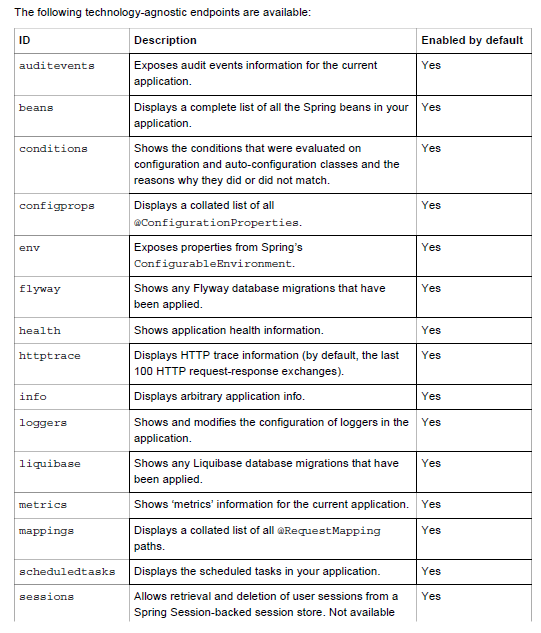 The following technology-agnostic endpoints are available:
ID Description Enabled by default
auditevents Exposes audit events information for the current Yes
application.
beans Displays a complete list of all the Spring beans in your Yes
application.
conditions Shows the conditions that were evaluated on Yes
configuration and auto-configuration classes and the
reasons why they did or did not match.
configprops Displays a collated list of all Yes
@ConfigurationProperties.
env Exposes properties from Spring’s Yes
ConfigurableEnvironment.
flyway Shows any Flyway database migrations that have Yes
been applied.
health Shows application health information. Yes
httptrace Displays HTTP trace information (by default, the last Yes
100 HTTP request-response exchanges).
info Displays arbitrary application info. Yes
loggers Shows and modifies the configuration of loggers in the Yes
application.
liquibase Shows any Liquibase database migrations that have Yes
been applied.
metrics Shows ‘metrics’ information for the current application. Yes
mappings Displays a collated list of all @RequestMapping Yes
paths.
scheduledtasks Displays the scheduled tasks in your application. Yes
sessions Allows retrieval and deletion of user sessions from a Yes
Spring Session-backed session store. Not available